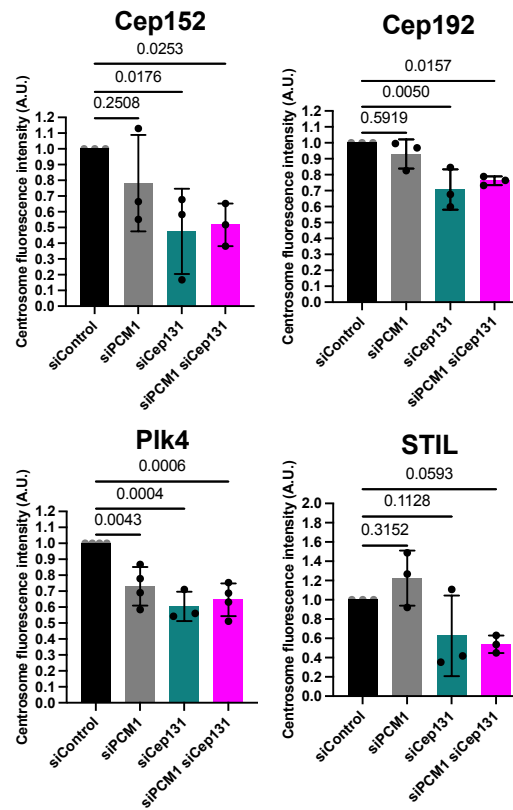 Cep152
0.0253
0.0176
0.2508
Centrosome fluorescence intensity (A.U.)
1.2
1.1
1.0
0.9
0.8
0.7
0.6
0.5
0.4
0.3
0.2
0.1
0.0
siControl
siPCM1
siCep131
siPCM1 siCep131
Cep192
0.0157
0.0050
0.5919
Centrosome fluorescence intensity (A.U.)
1.2
1.1
1.0
0.9
0.8
0.7
0.6
0.5
0.4
0.3
0.2
0.1
0.0
siControl
siPCM1
siCep131
siPCM1 siCep131
Plk4
0.0006
0.0004
0.0043
Centrosome fluorescence intensity (A.U.)
1.2
1.1
1.0
0.9
0.8
0.7
0.6
0.5
0.4
0.3
0.2
0.1
0.0
siControl
siPCM1
siCep131
siPCM1 siCep131
STIL
0.0593
0.1128
0.3152
Centrosome fluorescence intensity (A.U.)
2.0
1.8
1.6
1.4
1.2
1.0
0.8
0.6
0.4
0.2
0.0
siControl
siPCM1
siCep131
siPCM1 siCep131